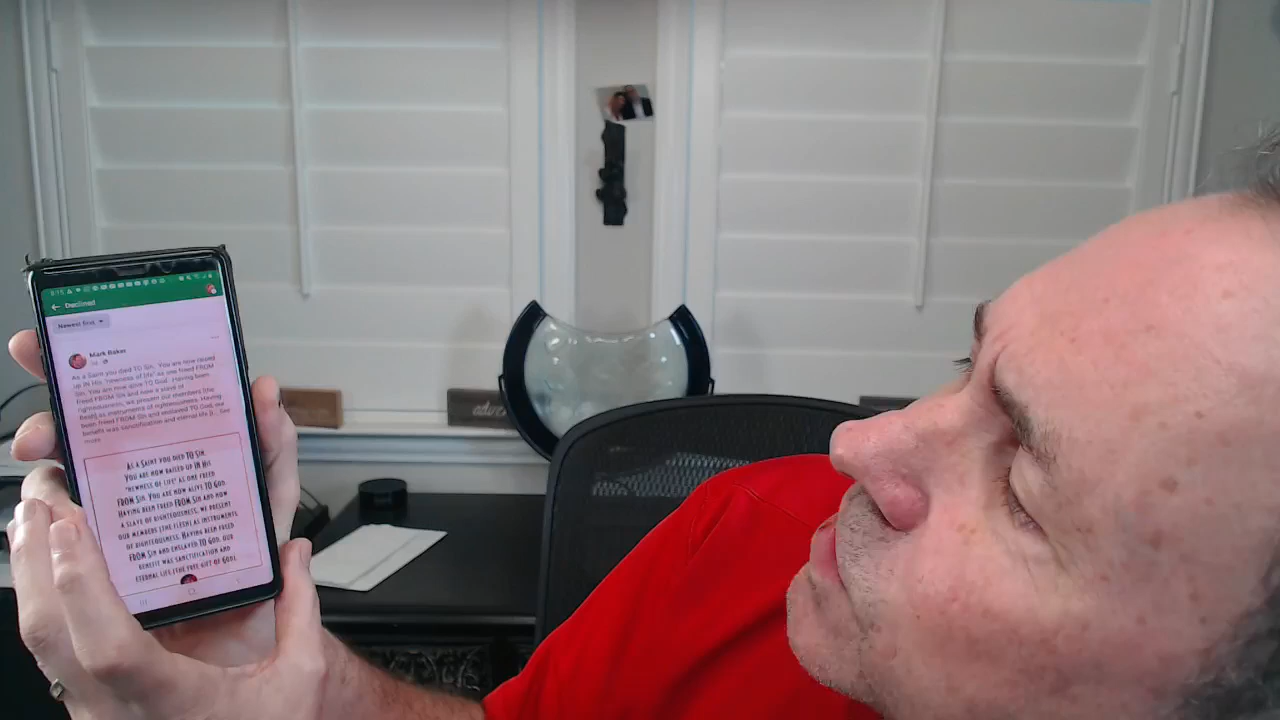 8:15
Declined
Newest first
Mark Baker
As a Saint you died TO Sin. You are now raised
up IN His "newness of life" as one freed FROM
Sin. You are now alive TO God. Having been
freed FROM Sin and now a slave of
righteousness, we present our members (the
flesh) as instruments of righteousness. Having
been freed FROM Sin and enslaved TO God, our
benefit was sanctification and eternal life (t... See
more
AS A SAINT YOU DIED TO SIN.
YOU ARE NOW RAISED UP IN HIS
"NEWNESS OF LIFE" AS ONE FREED
FROM SIN. YOU ARE NOW ALIVE TO GOD.
HAVING BEEN FREED FROM SIN AND NOW
A SLAVE OF RIGHTEOUSNESS, WE PRESENT
OUR MEMBERS (THE FLESH) AS INSTRUMENTS
OF RIGHTEOUSNESS. HAVING BEEN FREED
FROM SIN AND ENSLAVED TO GOD, OUR
BENEFIT WAS SANCTIFICATION AND
ETERNAL LIFE (THE FREE GIFT OF GOD).